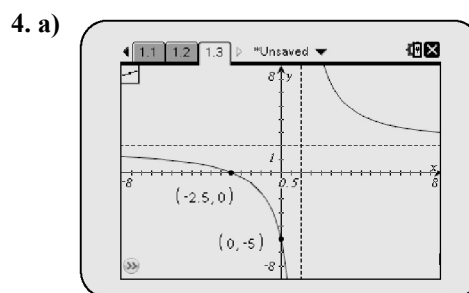 4. a)
1.1 1.2 1.3 *Unsaved
8 y
1 x
-8 0.5 8
(-2.5, 0)
(0, -5)
-8